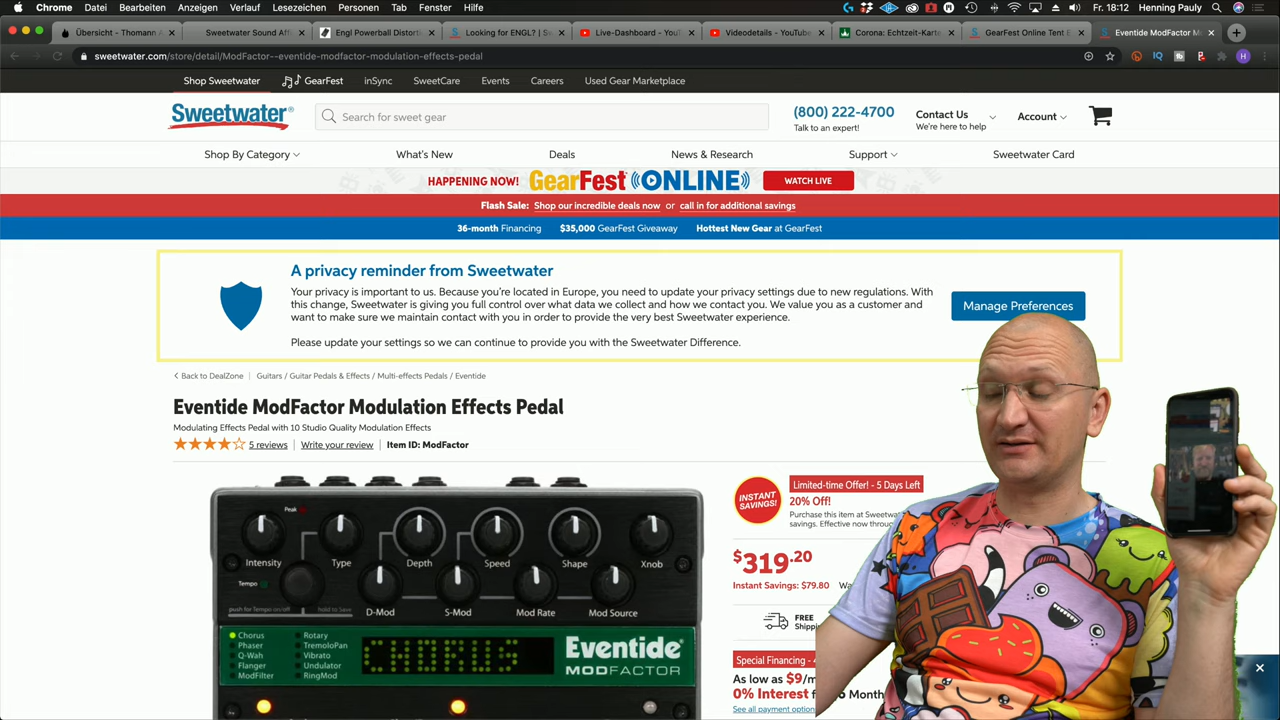 Chrome Datei Bearbeiten Anzeigen Verlauf Lesezeichen Personen Tab Fenster Hilfe Fr. 18:12 Henning Pauly
Übersicht - Thomann A Sweetwater Sound Aff Engl Powerball Distorti Looking for ENGL? | Sw Live-Dashboard - YouT Videodetails - YouTube Corona: Echtzeit-Karte GearFest Online Tent E Eventide ModFactor M
sweetwater.com/store/detail/ModFactor--eventide-modfactor-modulation-effects-pedal
Shop Sweetwater GearFest inSync SweetCare Events Careers Used Gear Marketplace
Sweetwater
Search for sweet gear
(800) 222-4700
Talk to an expert!
Contact Us
We're here to help
Account
Shop By Category What's New Deals News & Research Support Sweetwater Card
HAPPENING NOW! GearFest ONLINE WATCH LIVE
Flash Sale: Shop our incredible deals now or call in for additional savings
36-month Financing $35,000 GearFest Giveaway Hottest New Gear at GearFest
A privacy reminder from Sweetwater
Your privacy is important to us. Because you're located in Europe, you need to update your privacy settings due to new regulations. With
this change, Sweetwater is giving you full control over what data we collect and how we contact you. We value you as a customer and
want to make sure we maintain contact with you in order to provide the very best Sweetwater experience.
Please update your settings so we can continue to provide you with the Sweetwater Difference.
Manage Preferences
Back to DealZone | Guitars / Guitar Pedals & Effects / Multi-effects Pedals / Eventide
Eventide ModFactor Modulation Effects Pedal
Modulating Effects Pedal with 10 Studio Quality Modulation Effects
5 reviews | Write your review | Item ID: ModFactor
INSTANT SAVINGS!
Limited-time Offer! - 5 Days Left
20% Off!
Purchase this item at Sweetw
savings. Effective now throu
$319.20
Instant Savings: $79.80 Wa
FREE
Shippi
Special Financing - 4
As low as $9/m
0% Interest f Month
See all payment option
Peak
Intensity Type Depth Speed Shape Xnob
Tempo
push for Tempo on/off hold to Save
D-Mod S-Mod Mod Rate Mod Source
Chorus Rotary
Phaser TremoloPan
Q-Wah Vibrato
Flanger Undulator
ModFilter RingMod
CHORUS
Eventide
MODFACTOR